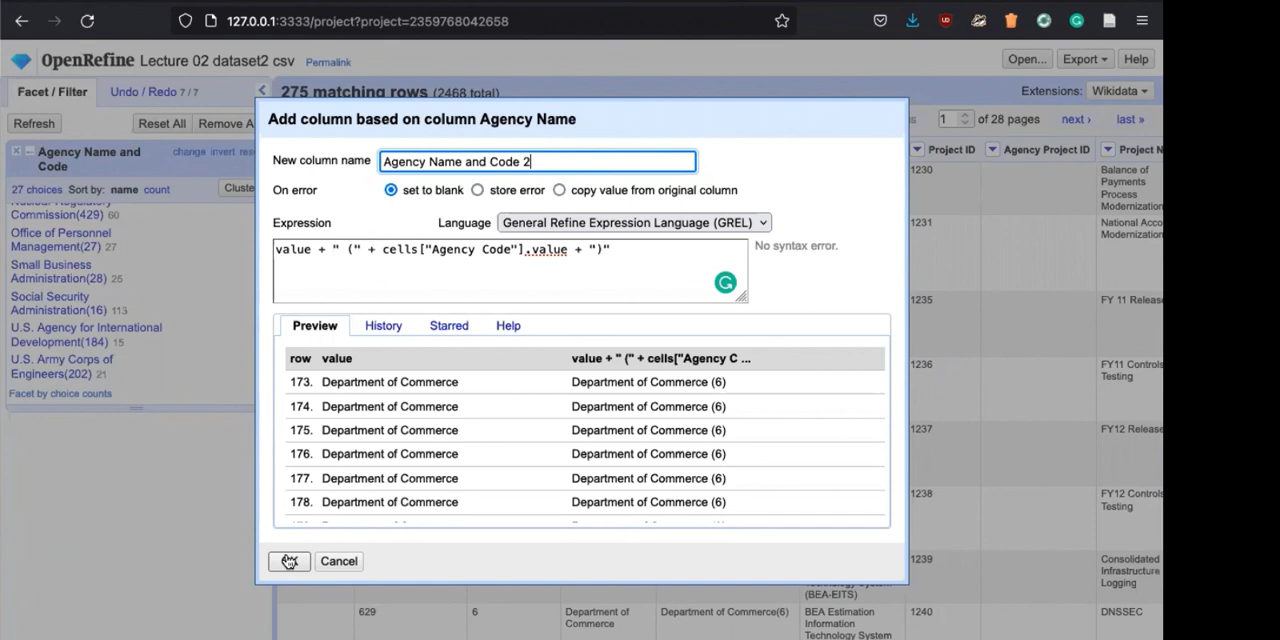 127.0.0.1:3333/project?project=2359768042658
OpenRefine Lecture 02 dataset2 csv Permalink
Open... Export Help
Facet / Filter Undo / Redo 7 / 7
275 matching rows (2468 total)
Extensions: Wikidata
Refresh Reset All Remove A
1 of 28 pages next › last »
Agency Name and Code
change invert res
27 choices Sort by: name count Cluste
Commission(429) 60
Office of Personnel
Management(27) 27
Small Business
Administration(28) 25
Social Security
Administration(16) 113
U.S. Agency for International
Development(184) 15
U.S. Army Corps of
Engineers(202) 21
Facet by choice counts
Add column based on column Agency Name
New column name Agency Name and Code 2
On error set to blank store error copy value from original column
Expression Language General Refine Expression Language (GREL)
value + " (" + cells["Agency Code"].value + ")"
No syntax error.
Preview History Starred Help
row value value + " (" + cells["Agency C ...
173. Department of Commerce Department of Commerce (6)
174. Department of Commerce Department of Commerce (6)
175. Department of Commerce Department of Commerce (6)
176. Department of Commerce Department of Commerce (6)
177. Department of Commerce Department of Commerce (6)
178. Department of Commerce Department of Commerce (6)
Cancel
Project ID Agency Project ID Project N
1230 Balance of
Payments
Process
Modernization
1231 National Acco
Modernization
1235 FY 11 Release
1236 FY11 Controls
Testing
1237 FY12 Release
1238 FY12 Controls
Testing
1239 Consolidated
Infrastructure
Logging
(BEA-EITS)
629 6 Department of
Commerce
Department of Commerce(6)
BEA Estimation
Information
Technology System
1240 DNSSEC